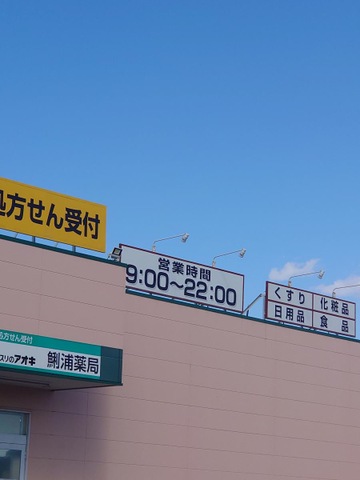 処方せん受付
営業時間
9:00～22:00
くすり 化粧品
日用品 食品
処方せん受付
スリのアオキ 鯏浦薬局